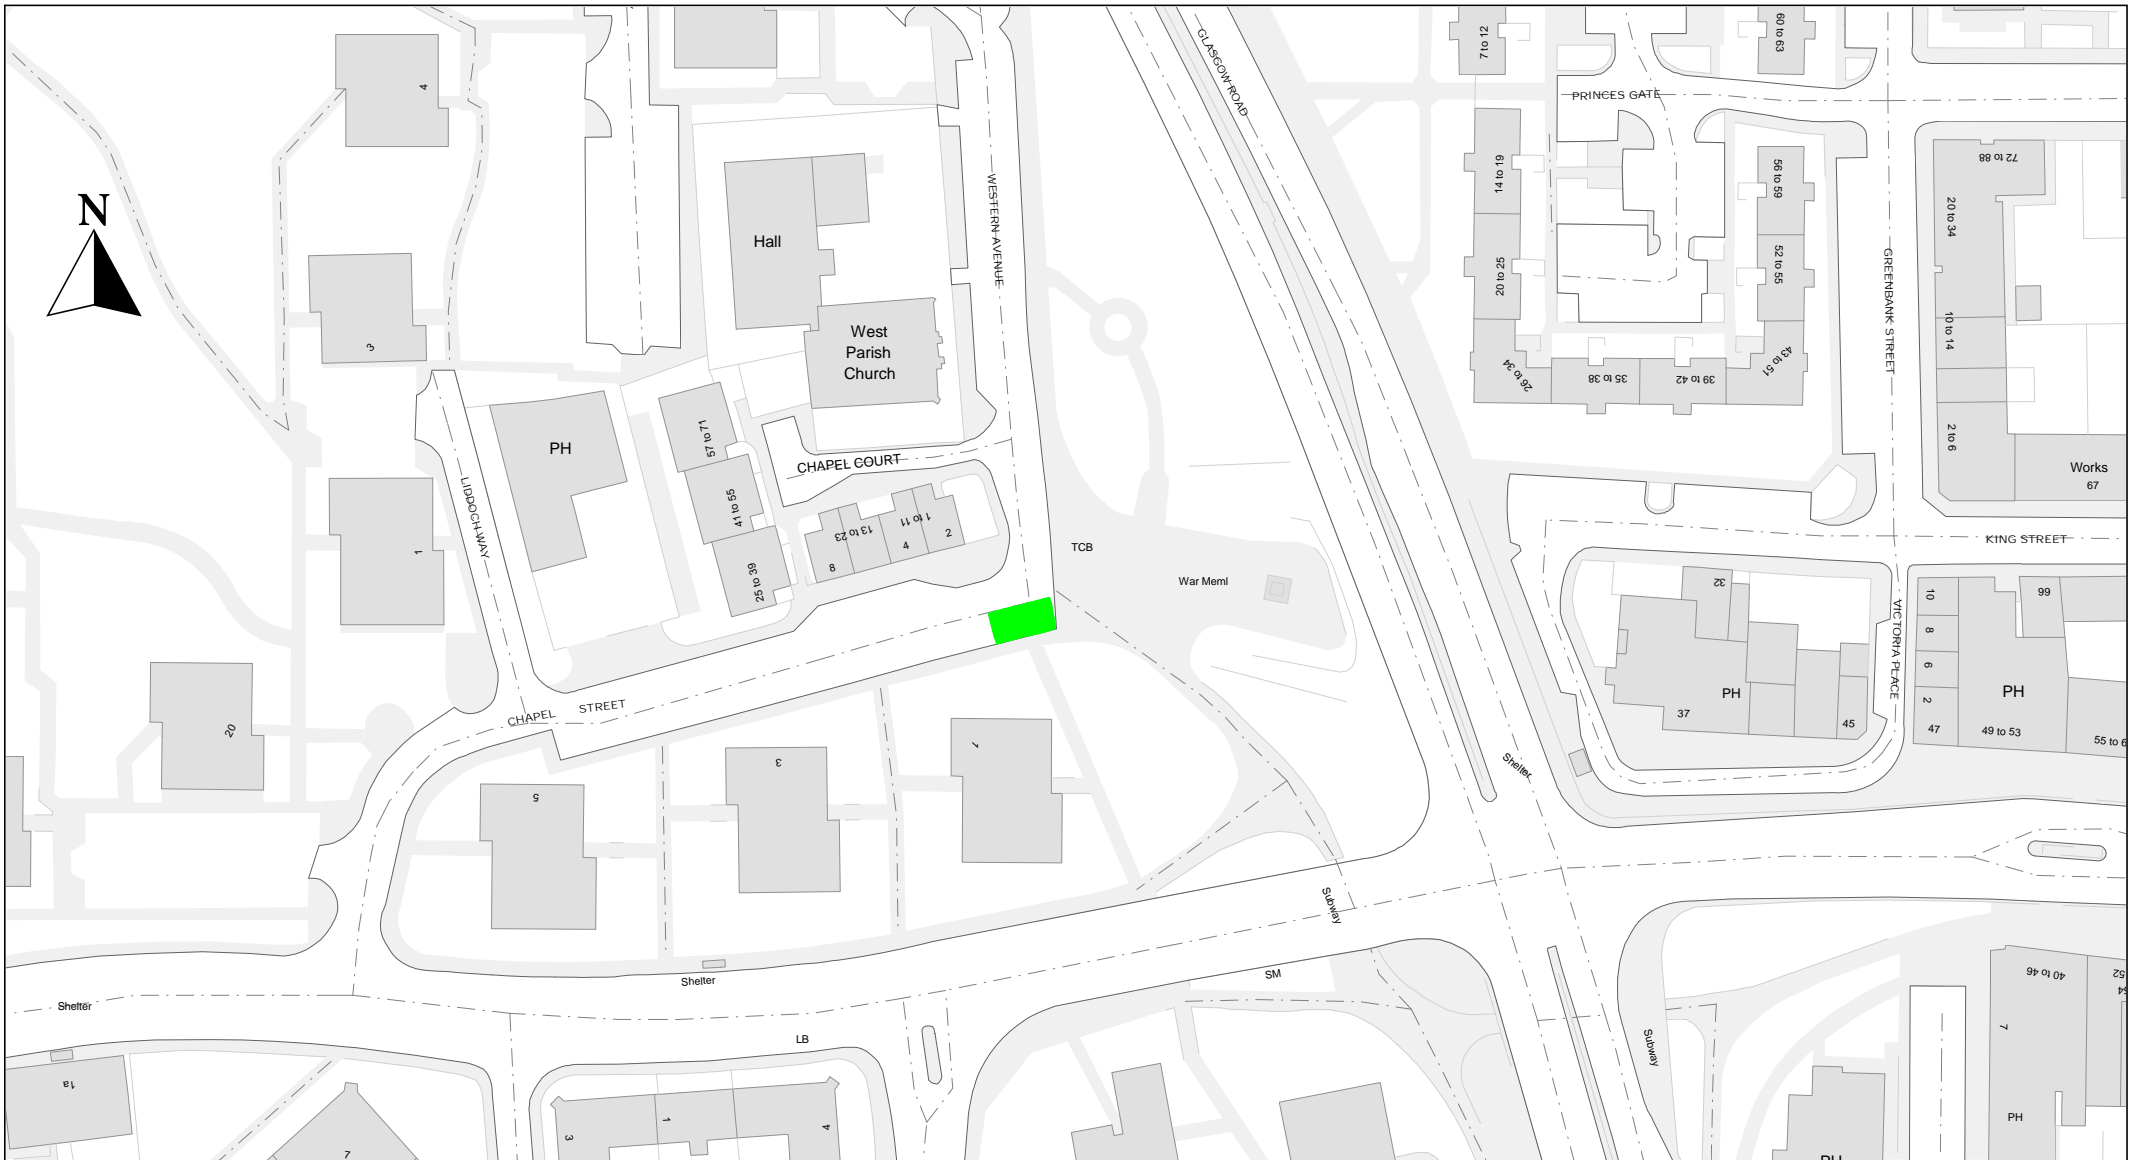 7 to 12
60 to 63
GLASGOW ROAD
PRINCES GATE
4
72 to 88
14 to 19
56 to 59
WESTERN AVENUE
N
20 to 34
Hall
GREENBANK STREET
20 to 25
52 to 55
3
West
Parish
Church
10 to 14
26 to 34
35 to 38
39 to 42
43 to 51
PH
57 to 71
CHAPEL COURT
2 to 6
Works
67
LIDDOCH WAY
41 to 55
13 to 23
1 to 11
2
4
8
1
TCB
KING STREET
25 to 39
War Meml
32
10
99
8
VICTORIA PLACE
6
2
PH
37
45
PH
47
49 to 53
55 to 6
CHAPEL STREET
20
1
3
5
Shelter
Subway
Shelter
SM
40 to 46
52
54
Shelter
7
LB
Subway
1a
3
1
4
7
PH
PH